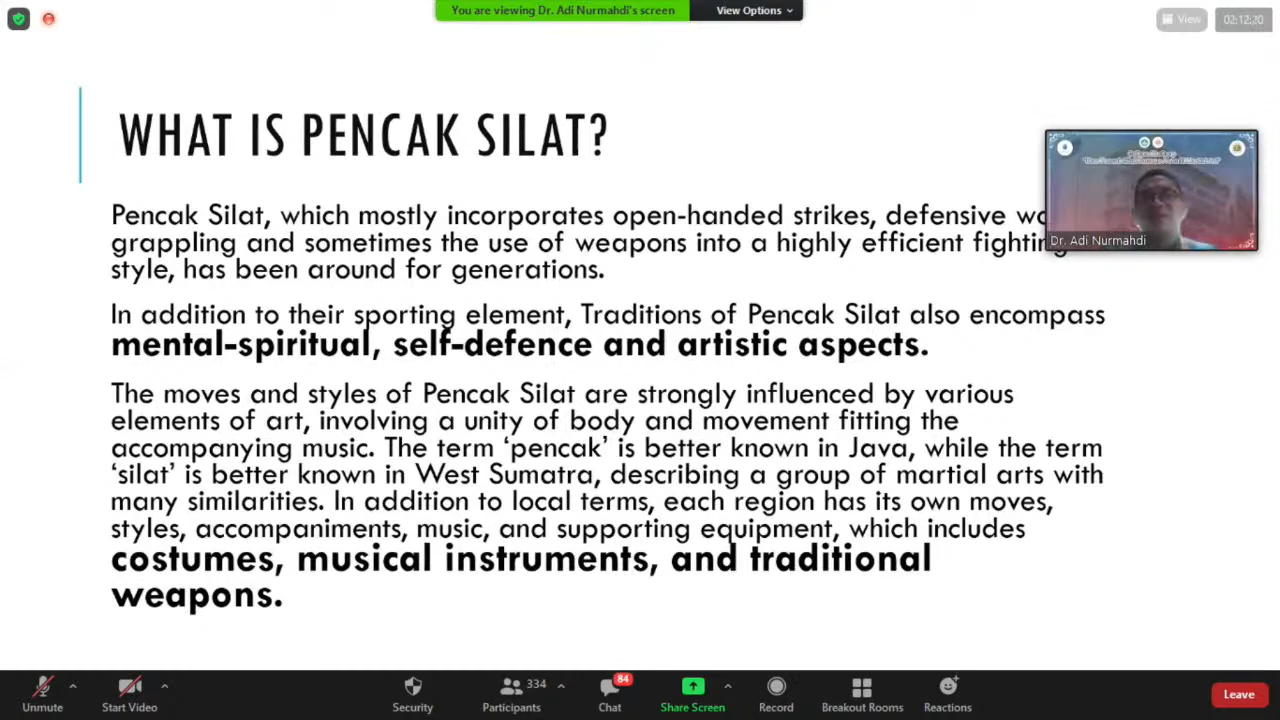 You are viewing Dr. Adi Nurmahdi's screen
View Options
View
02:12:20
WHAT IS PENCAK SILAT?
Pencak Silat, which mostly incorporates open-handed strikes, defensive
grappling and sometimes the use of weapons into a highly efficient fighting
style, has been around for generations.
Dr. Adi Nurmahdi
In addition to their sporting element, Traditions of Pencak Silat also encompass
mental-spiritual, self-defence and artistic aspects.
The moves and styles of Pencak Silat are strongly influenced by various
elements of art, involving a unity of body and movement fitting the
accompanying music. The term ‘pencak’ is better known in Java, while the term
‘silat’ is better known in West Sumatra, describing a group of martial arts with
many similarities. In addition to local terms, each region has its own moves,
styles, accompaniments, music, and supporting equipment, which includes
costumes, musical instruments, and traditional
weapons.
Unmute
Start Video
Security
334
Participants
84
Chat
Share Screen
Record
Breakout Rooms
Reactions
Leave